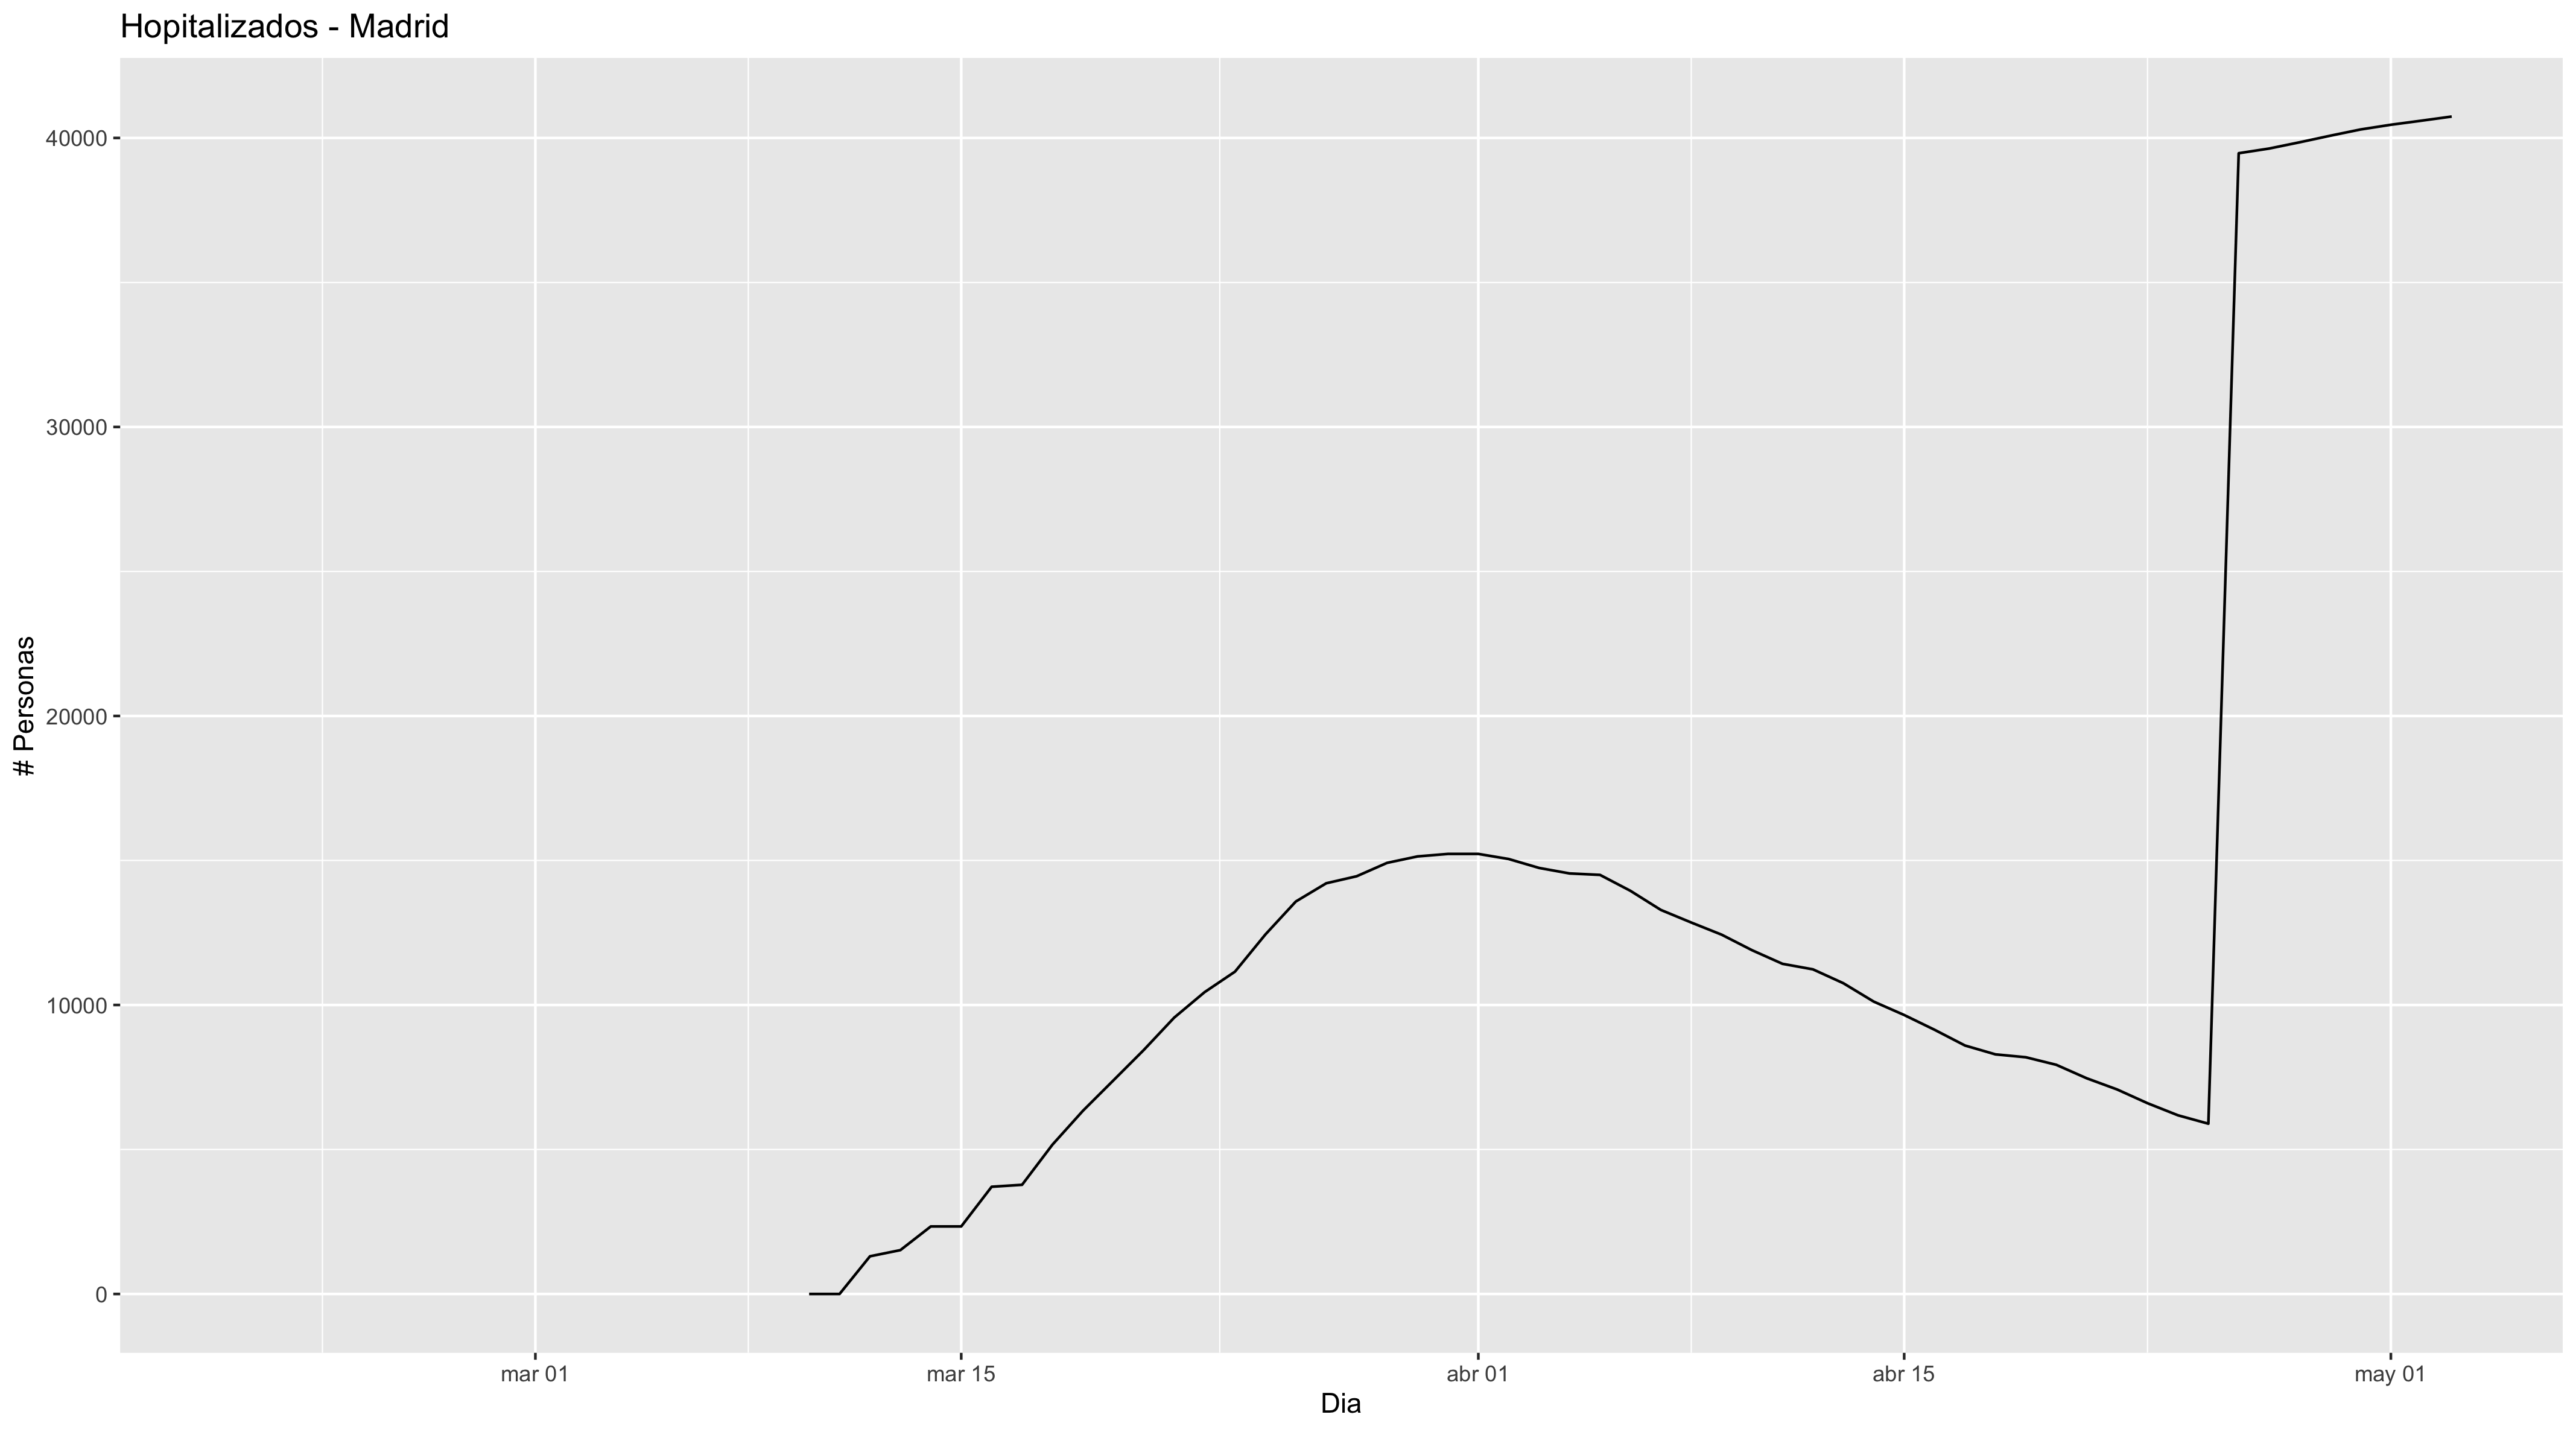 Hopitalizados - Madrid
# Personas
40000
30000
20000
10000
0
mar 01
mar 15
abr 01
abr 15
may 01
Dia